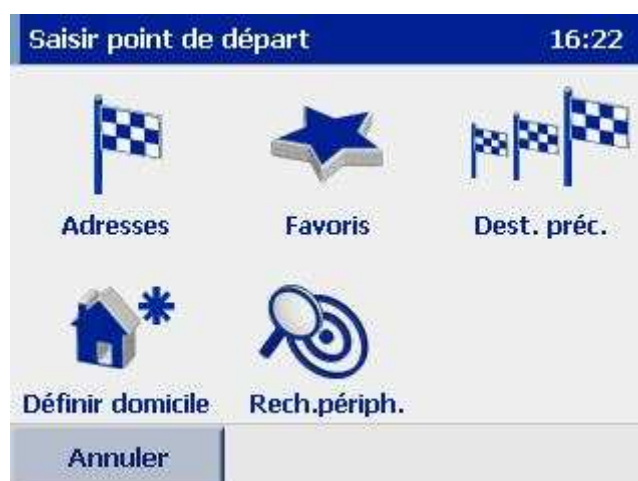 Saisir point de départ 16:22
Adresses Favoris Dest. préc.
Définir domicile Rech.périph.
Annuler